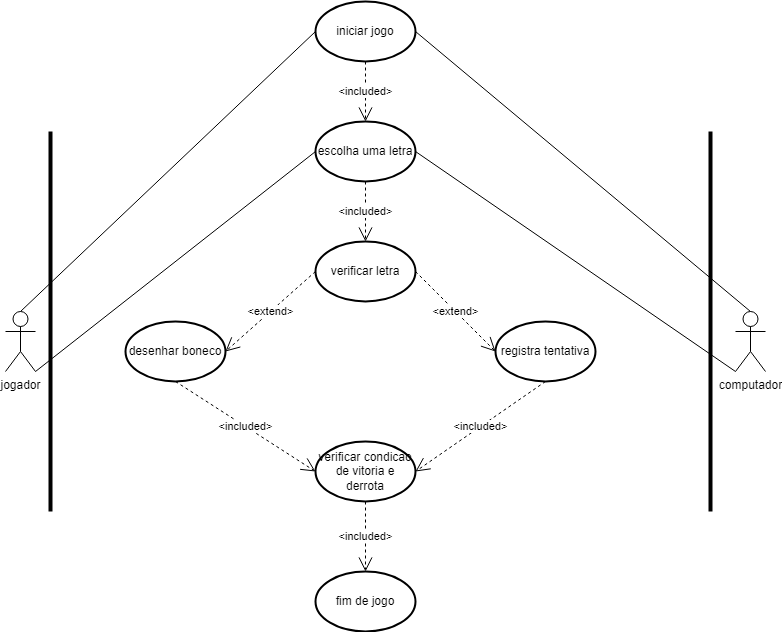 iniciar jogo
<included>
escolha uma letra
<included>
verificar letra
<extend>
<extend>
desenhar boneco
registra tentativa
jogador
computador
<included>
<included>
verificar condicao
de vitoria e
derrota
<included>
fim de jogo